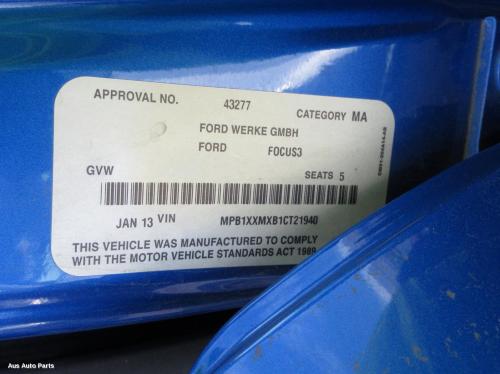 APPROVAL NO. 43277
CATEGORY MA
FORD WERKE GMBH
FORD FOCUS3
GVW SEATS 5
JAN 13 VIN MPB1XXMXB1CT21940
THIS VEHICLE WAS MANUFACTURED TO COMPLY
WITH THE MOTOR VEHICLE STANDARDS ACT 1989
Aus Auto Parts